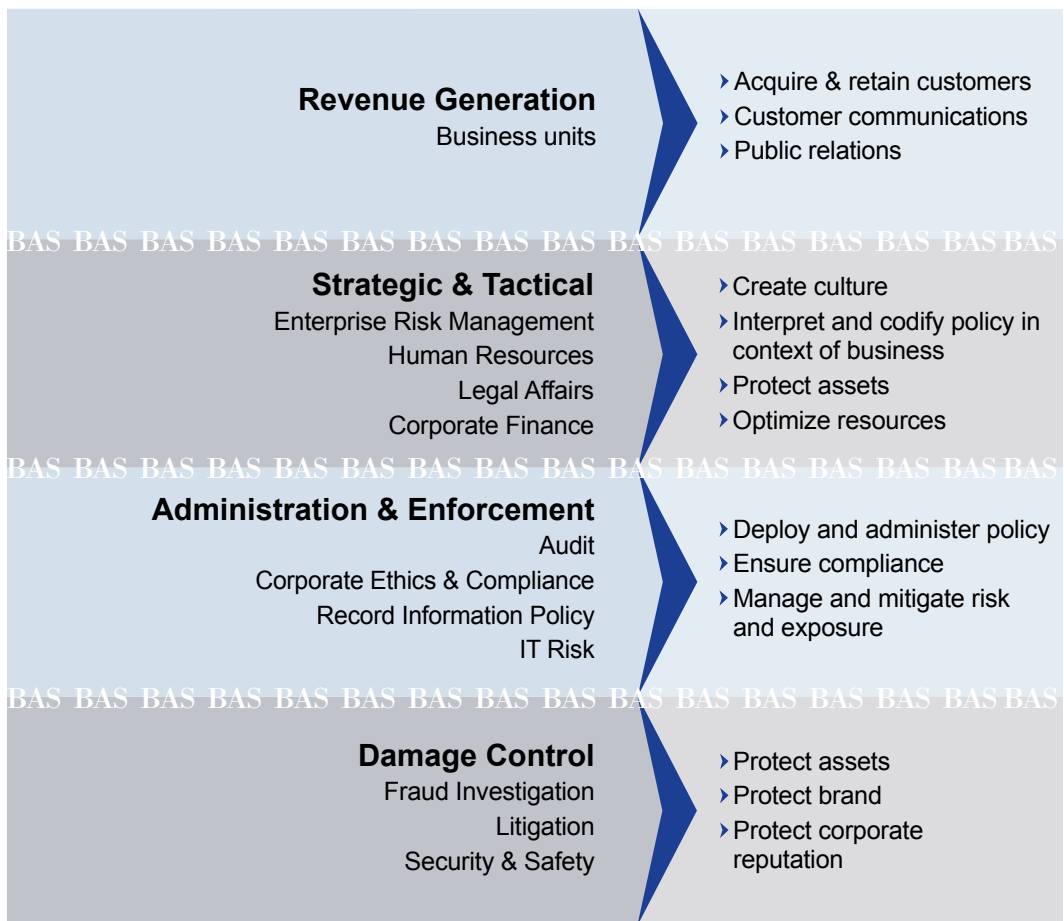 Revenue Generation
Business units
Acquire & retain customers
Customer communications
Public relations
BAS BAS BAS BAS BAS BAS BAS BAS BAS BAS BAS BAS BAS BAS BAS BAS
Strategic & Tactical
Enterprise Risk Management
Human Resources
Legal Affairs
Corporate Finance
Create culture
Interpret and codify policy in
context of business
Protect assets
Optimize resources
BAS BAS BAS BAS BAS BAS BAS BAS BAS BAS BAS BAS BAS BAS BAS BAS
Administration & Enforcement
Audit
Corporate Ethics & Compliance
Record Information Policy
IT Risk
Deploy and administer policy
Ensure compliance
Manage and mitigate risk
and exposure
BAS BAS BAS BAS BAS BAS BAS BAS BAS BAS BAS BAS BAS BAS BAS BAS
Damage Control
Fraud Investigation
Litigation
Security & Safety
Protect assets
Protect brand
Protect corporate
reputation